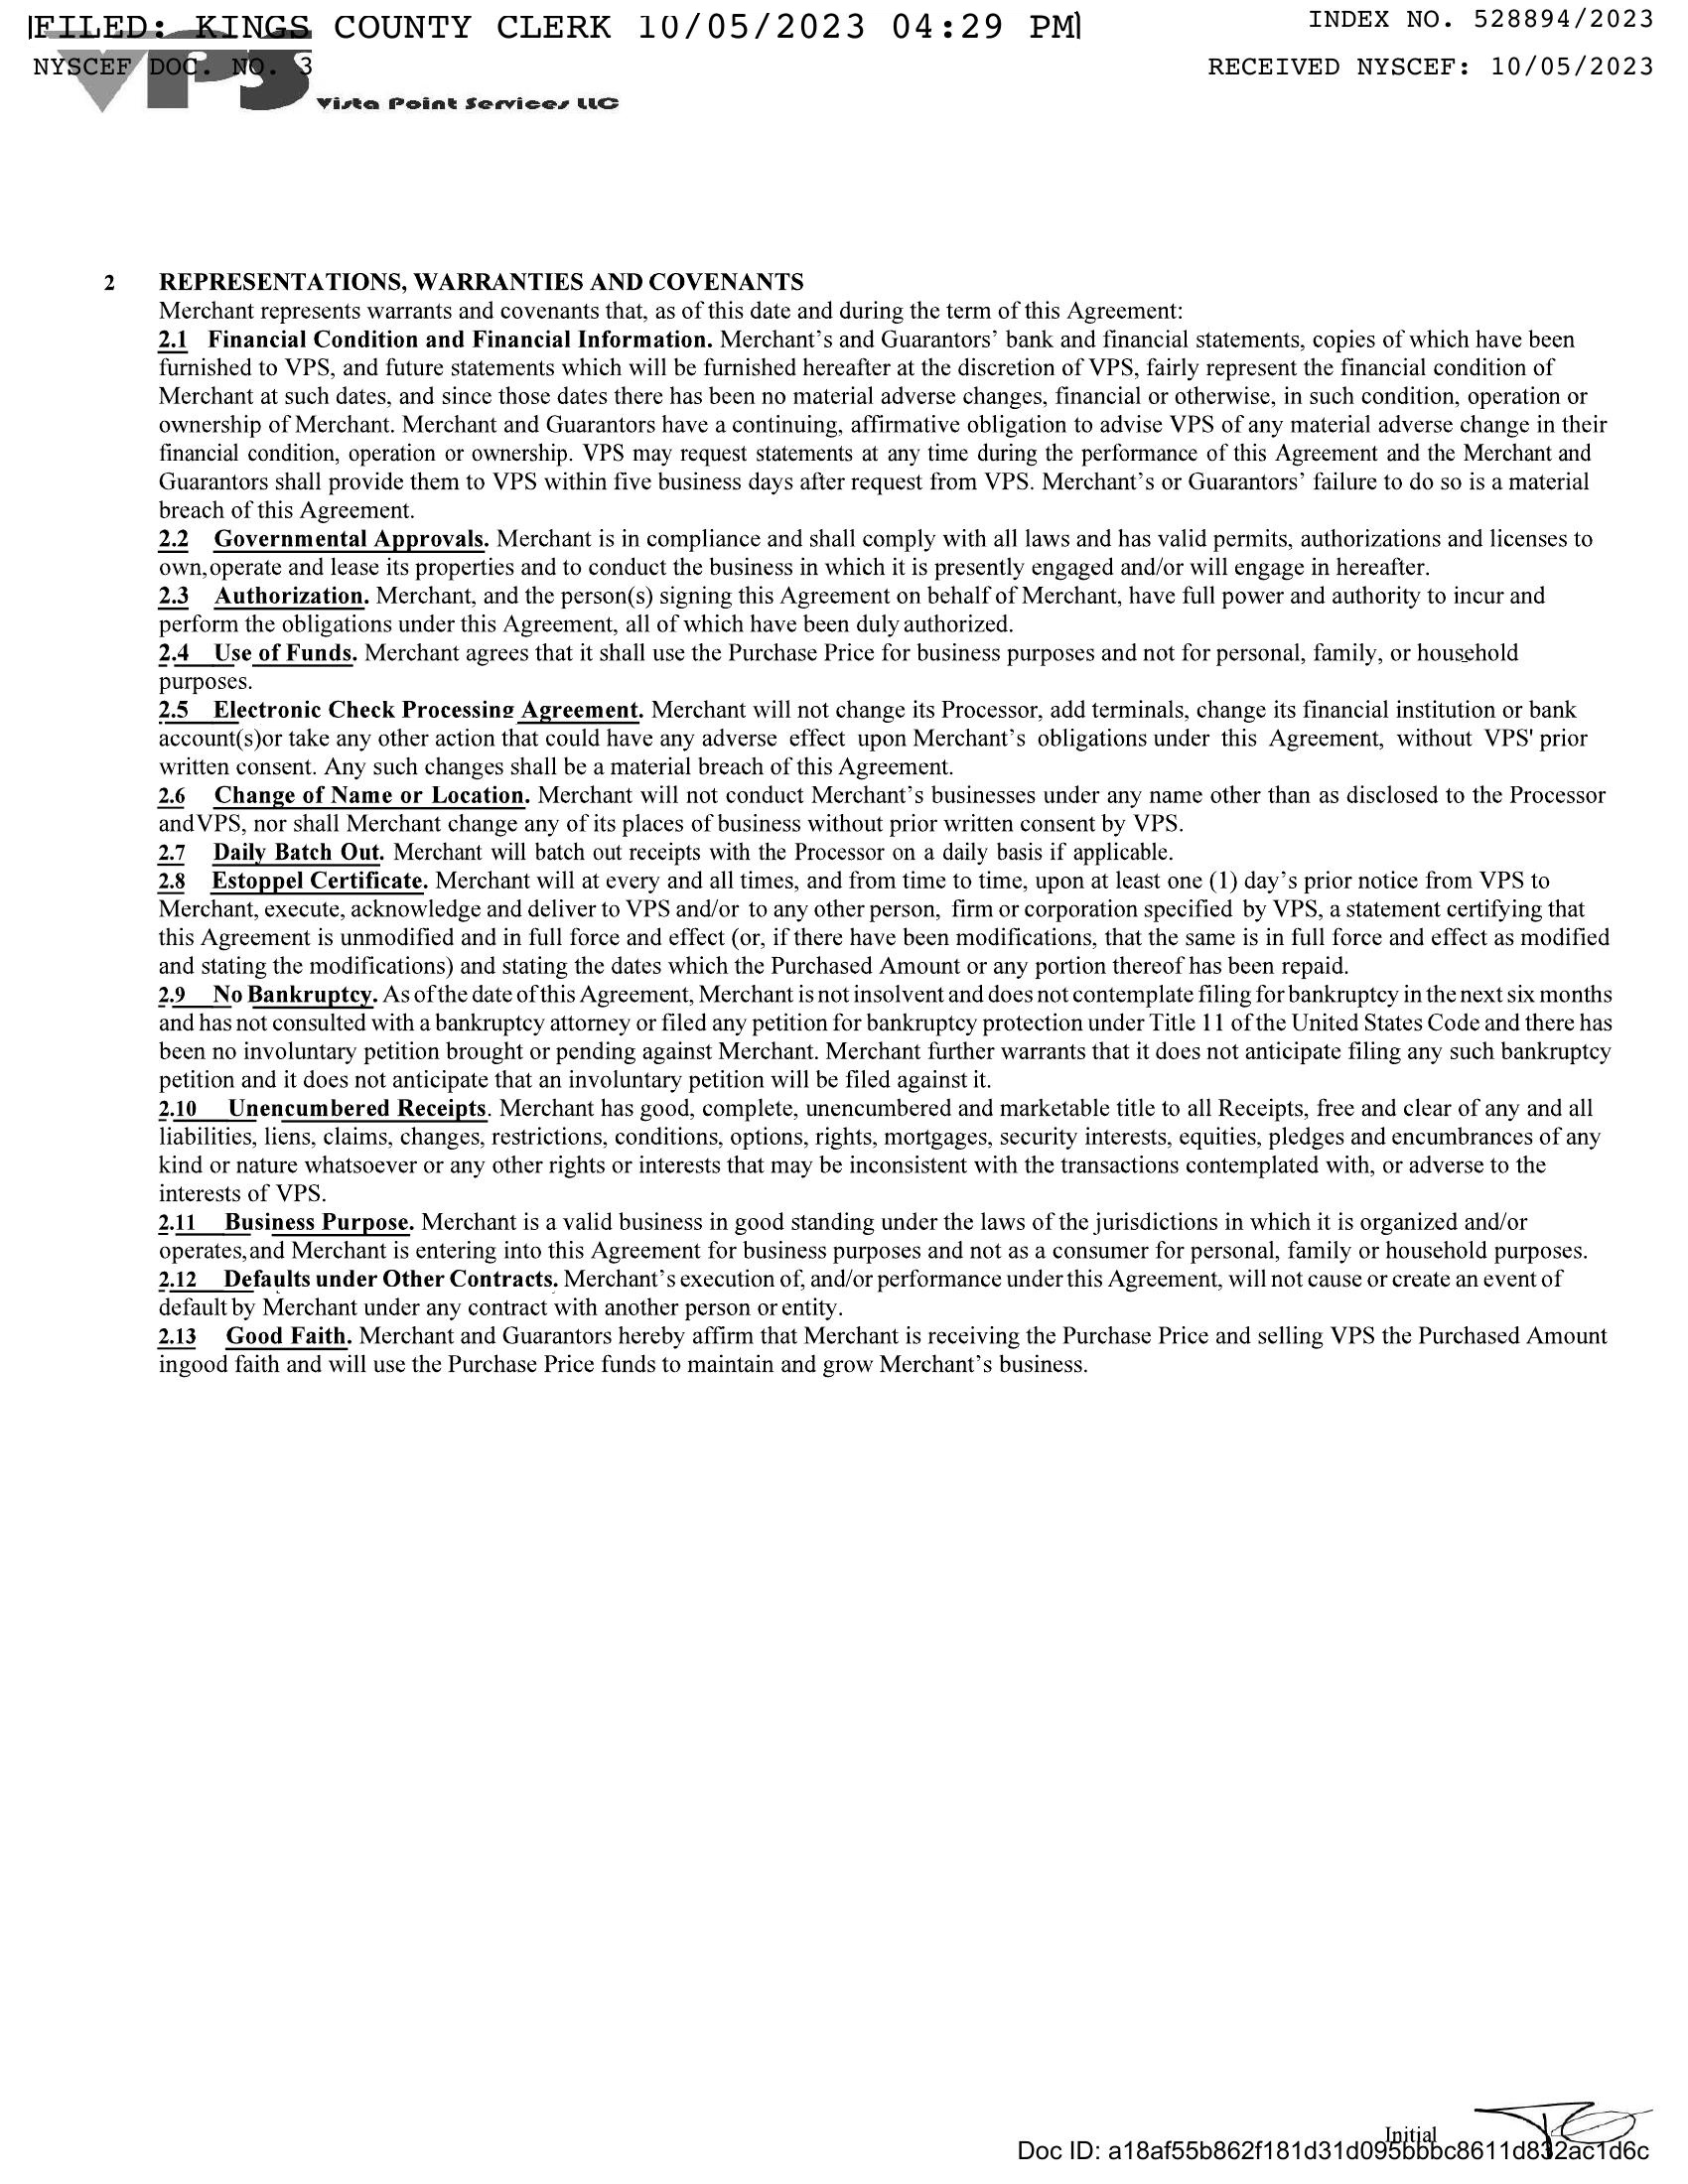 FILED: KINGS COUNTY CLERK 10/05/2023 04:29 PM
INDEX NO. 528894/2023
NYSCEF DOC. NO. 3
RECEIVED NYSCEF: 10/05/2023
VPS
Vista Point Services LLC
2 REPRESENTATIONS, WARRANTIES AND COVENANTS
Merchant represents warrants and covenants that, as of this date and during the term of this Agreement:
2.1 Financial Condition and Financial Information. Merchant’s and Guarantors’ bank and financial statements, copies of which have been
furnished to VPS, and future statements which will be furnished hereafter at the discretion of VPS, fairly represent the financial condition of
Merchant at such dates, and since those dates there has been no material adverse changes, financial or otherwise, in such condition, operation or
ownership of Merchant. Merchant and Guarantors have a continuing, affirmative obligation to advise VPS of any material adverse change in their
financial condition, operation or ownership. VPS may request statements at any time during the performance of this Agreement and the Merchant and
Guarantors shall provide them to VPS within five business days after request from VPS. Merchant’s or Guarantors’ failure to do so is a material
breach of this Agreement.
2.2 Governmental Approvals. Merchant is in compliance and shall comply with all laws and has valid permits, authorizations and licenses to
own,operate and lease its properties and to conduct the business in which it is presently engaged and/or will engage in hereafter.
2.3 Authorization. Merchant, and the person(s) signing this Agreement on behalf of Merchant, have full power and authority to incur and
perform the obligations under this Agreement, all of which have been duly authorized.
2.4 Use of Funds. Merchant agrees that it shall use the Purchase Price for business purposes and not for personal, family, or household
purposes.
2.5 Electronic Check Processing Agreement. Merchant will not change its Processor, add terminals, change its financial institution or bank
account(s)or take any other action that could have any adverse effect upon Merchant’s obligations under this Agreement, without VPS' prior
written consent. Any such changes shall be a material breach of this Agreement.
2.6 Change of Name or Location. Merchant will not conduct Merchant’s businesses under any name other than as disclosed to the Processor
andVPS, nor shall Merchant change any of its places of business without prior written consent by VPS.
2.7 Daily Batch Out. Merchant will batch out receipts with the Processor on a daily basis if applicable.
2.8 Estoppel Certificate. Merchant will at every and all times, and from time to time, upon at least one (1) day’s prior notice from VPS to
Merchant, execute, acknowledge and deliver to VPS and/or to any other person, firm or corporation specified by VPS, a statement certifying that
this Agreement is unmodified and in full force and effect (or, if there have been modifications, that the same is in full force and effect as modified
and stating the modifications) and stating the dates which the Purchased Amount or any portion thereof has been repaid.
2.9 No Bankruptcy. As of the date of this Agreement, Merchant is not insolvent and does not contemplate filing for bankruptcy in the next six months
and has not consulted with a bankruptcy attorney or filed any petition for bankruptcy protection under Title 11 of the United States Code and there has
been no involuntary petition brought or pending against Merchant. Merchant further warrants that it does not anticipate filing any such bankruptcy
petition and it does not anticipate that an involuntary petition will be filed against it.
2.10 Unencumbered Receipts. Merchant has good, complete, unencumbered and marketable title to all Receipts, free and clear of any and all
liabilities, liens, claims, changes, restrictions, conditions, options, rights, mortgages, security interests, equities, pledges and encumbrances of any
kind or nature whatsoever or any other rights or interests that may be inconsistent with the transactions contemplated with, or adverse to the
interests of VPS.
2.11 Business Purpose. Merchant is a valid business in good standing under the laws of the jurisdictions in which it is organized and/or
operates,and Merchant is entering into this Agreement for business purposes and not as a consumer for personal, family or household purposes.
2.12 Defaults under Other Contracts. Merchant’s execution of, and/or performance under this Agreement, will not cause or create an event of
default by Merchant under any contract with another person or entity.
2.13 Good Faith. Merchant and Guarantors hereby affirm that Merchant is receiving the Purchase Price and selling VPS the Purchased Amount
ingood faith and will use the Purchase Price funds to maintain and grow Merchant’s business.
Initial
Doc ID: a18af55b862f181d31d095bbbc8611d832ac1d6c